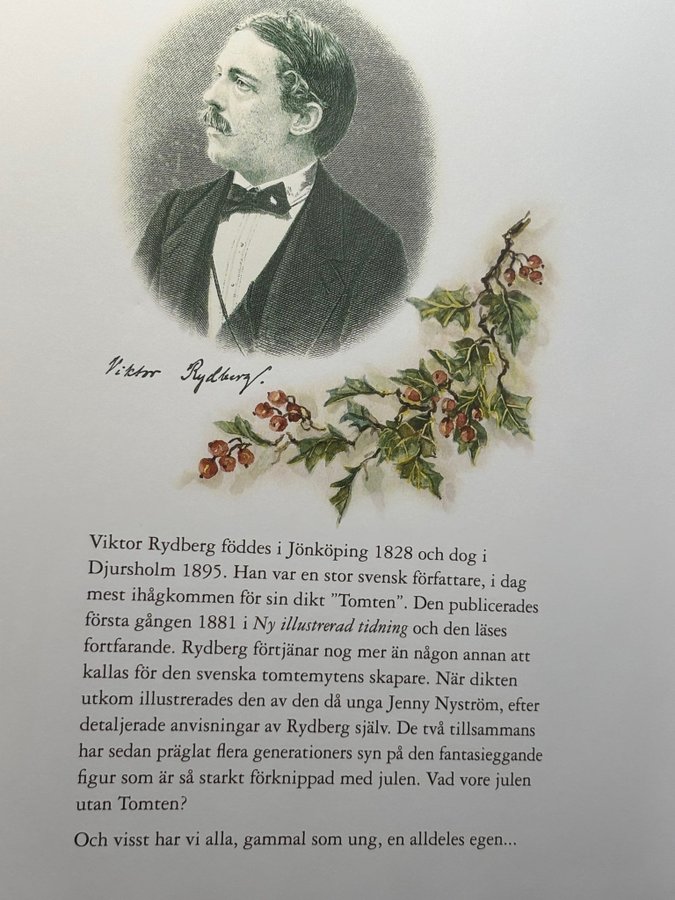 Viktor Rydberg.
Viktor Rydberg föddes i Jönköping 1828 och dog i
Djursholm 1895. Han var en stor svensk författare, i dag
mest ihågkommen för sin dikt ”Tomten”. Den publicerades
första gången 1881 i Ny illustrerad tidning och den läses
fortfarande. Rydberg förtjänar nog mer än någon annan att
kallas för den svenska tomtemytens skapare. När dikten
utkom illustrerades den av den då unga Jenny Nyström, efter
detaljerade anvisningar av Rydberg själv. De två tillsammans
har sedan präglat flera generationers syn på den fantasieggande
figur som är så starkt förknippad med julen. Vad vore julen
utan Tomten?
Och visst har vi alla, gammal som ung, en alldeles egen...